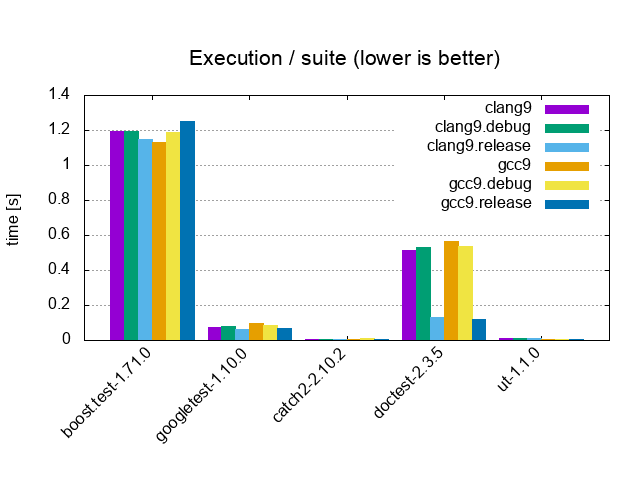 Execution / suite (lower is better)
time [s]
1.4
1.2
1
0.8
0.6
0.4
0.2
0
clang9
clang9.debug
clang9.release
gcc9
gcc9.debug
gcc9.release
boost.test-1.71.0
googletest-1.10.0
catch2-2.10.2
doctest-2.3.5
ut-1.1.0